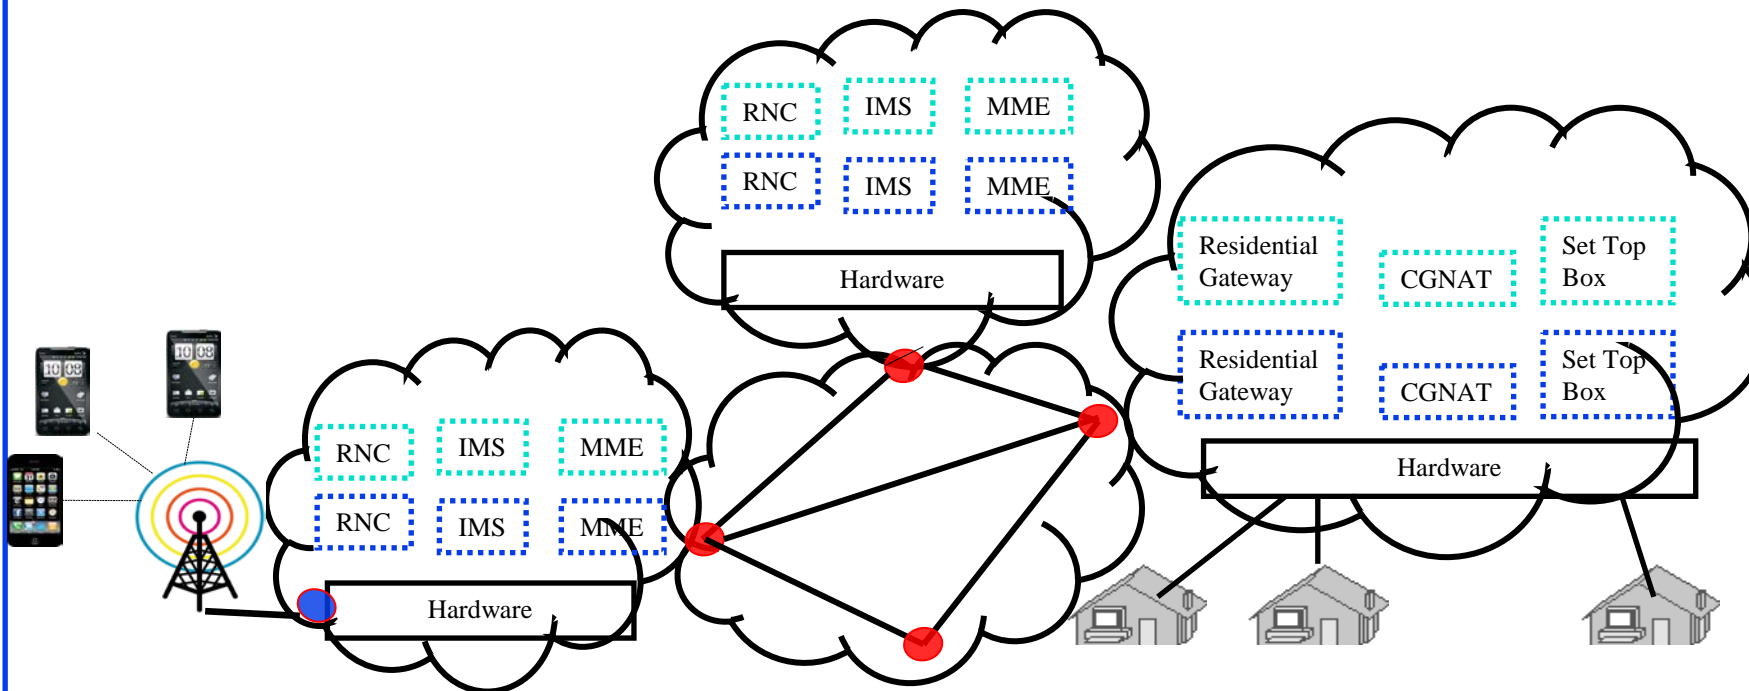 RNC
IMS
MME
RNC
IMS
MME
Hardware
Residential
Gateway
CGNAT
Set Top
Box
Residential
Gateway
CGNAT
Set Top
Box
Hardware
10 08
10 08
RNC
IMS
MME
RNC
IMS
MME
Hardware